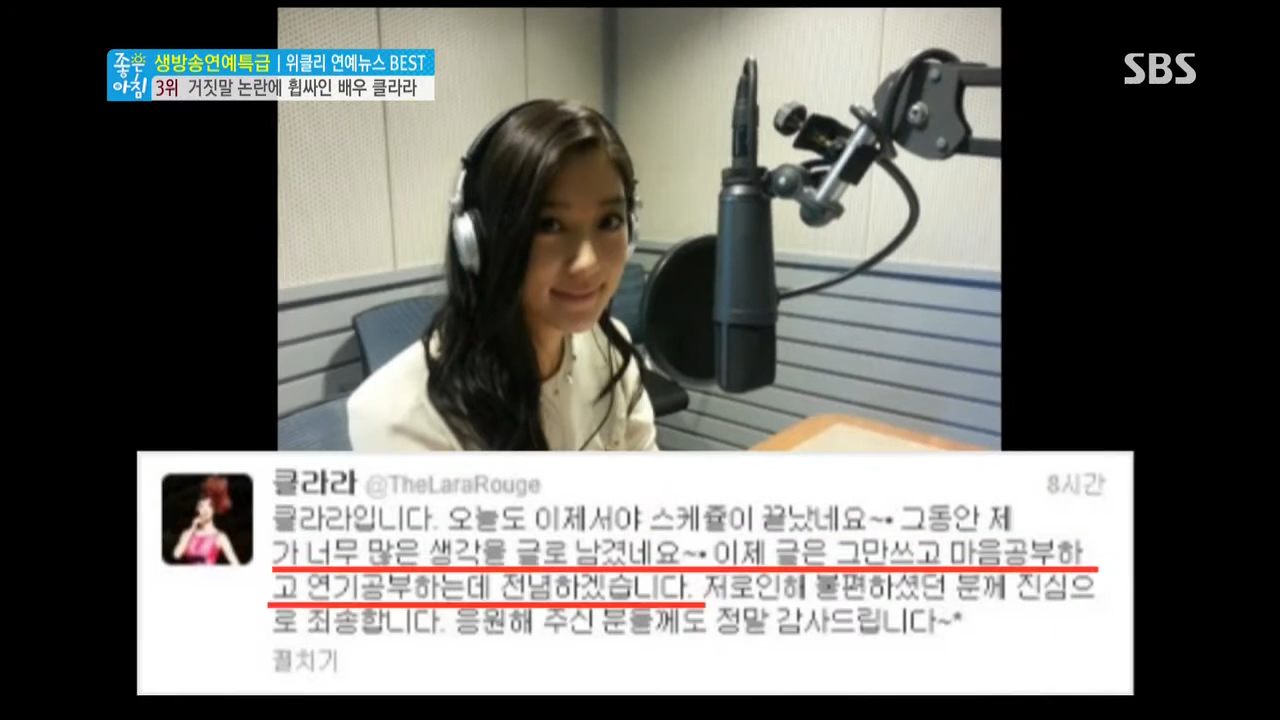 좋은
아침
생방송연예특급 | 위클리 연예뉴스 BEST
3위 거짓말 논란에 휩싸인 배우 클라라
SBS
클라라 @TheLaraRouge 8시간
클라라입니다. 오늘도 이제서야 스케쥴이 끝났네요~• 그동안 제
가 너무 많은 생각을 글로 남겼네요~• 이제 글은 그만쓰고 마음공부하
고 연기공부하는데 전념하겠습니다. 저로인해 불편하셨던 분께 진심으
로 죄송합니다. 응원해 주신 분들께도 정말 감사드립니다~*
펼치기